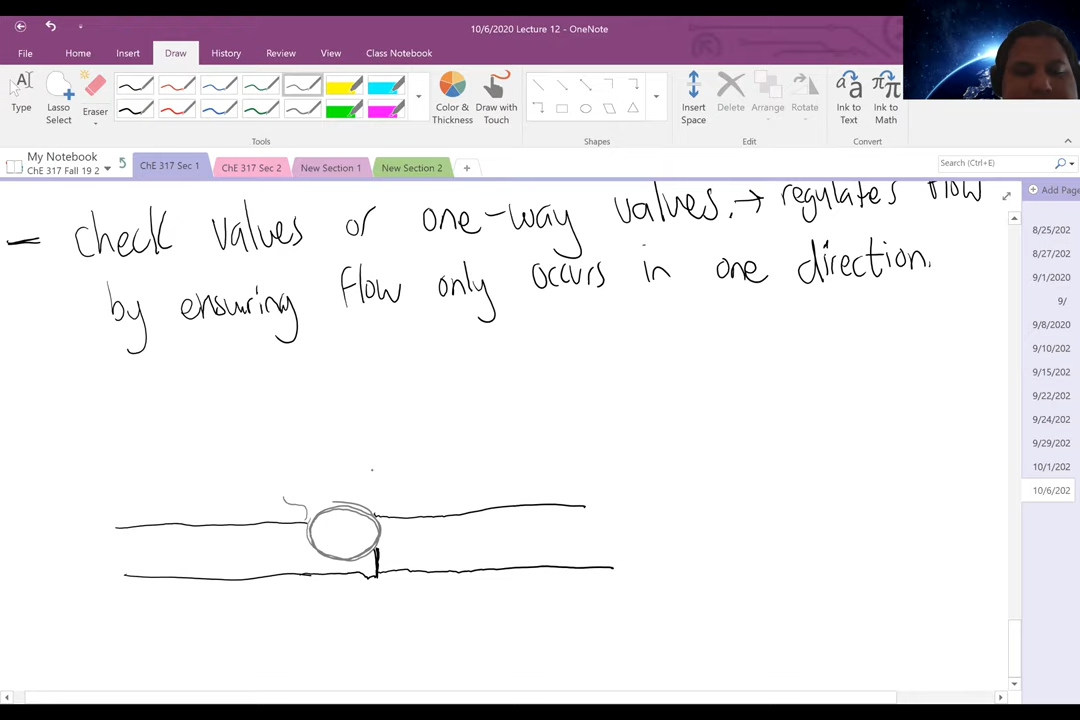 10/6/2020 Lecture 12 - OneNote
File Home Insert Draw History Review View Class Notebook
Type
Lasso Select
Eraser
Color & Thickness
Draw with Touch
Insert Space
Delete
Arrange
Rotate
Ink to Text
Ink to Math
Tools
Shapes
Edit
Convert
My Notebook
ChE 317 Fall 19 2
ChE 317 Sec 1
ChE 317 Sec 2
New Section 1
New Section 2
Search (Ctrl+E)
Add Page
- check valves or one-way valves. → regulates flow
by ensuring flow only occurs in one direction.
8/25/202
8/27/202
9/1/2020
9/
9/8/2020
9/10/202
9/15/202
9/22/202
9/24/202
9/29/202
10/1/202
10/6/202